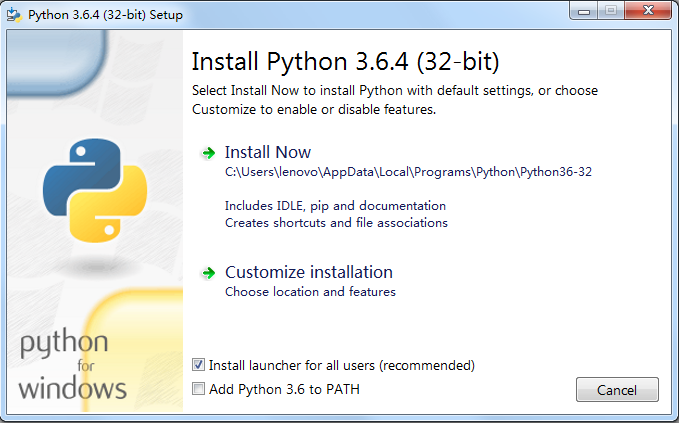 Python 3.6.4 (32-bit) Setup
Install Python 3.6.4 (32-bit)
Select Install Now to install Python with default settings, or choose
Customize to enable or disable features.
Install Now
C:\Users\lenovo\AppData\Local\Programs\Python\Python36-32
Includes IDLE, pip and documentation
Creates shortcuts and file associations
Customize installation
Choose location and features
python
for
windows
Install launcher for all users (recommended)
Add Python 3.6 to PATH
Cancel